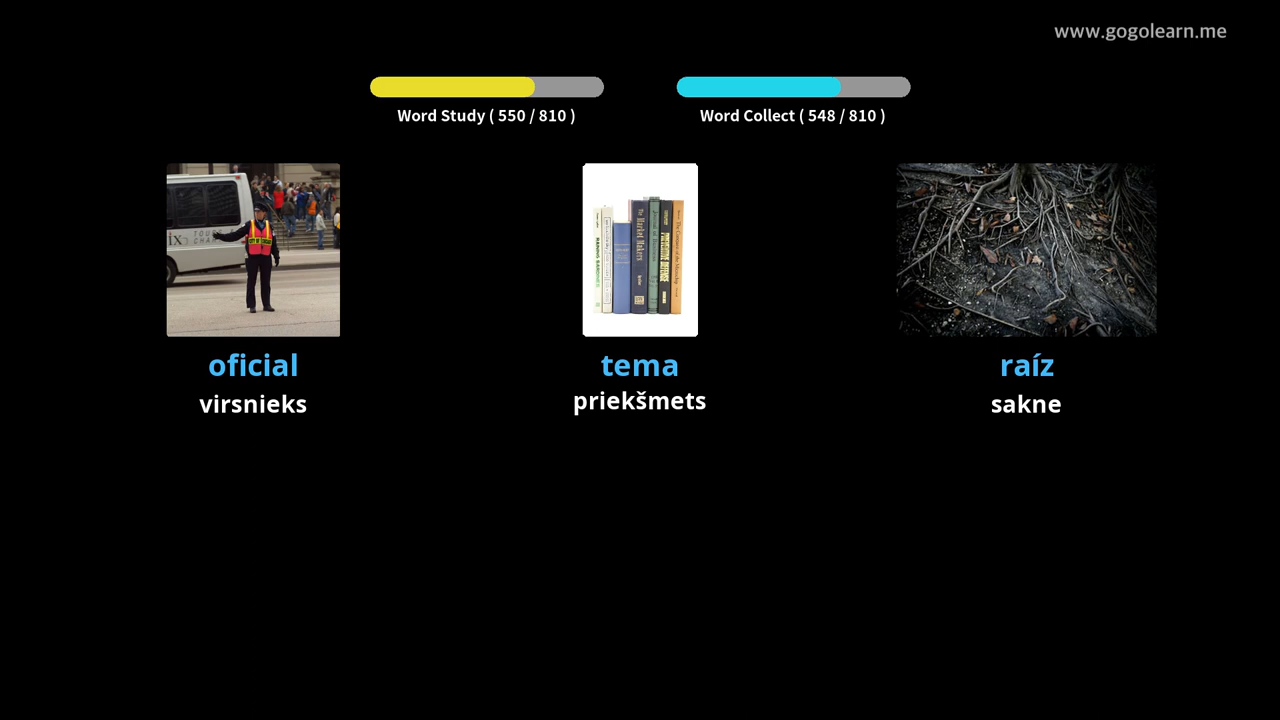 www.gogolearn.me
Word Study ( 550 / 810 )
Word Collect ( 548 / 810 )
oficial
virsnieks
tema
priekšmets
raíz
sakne